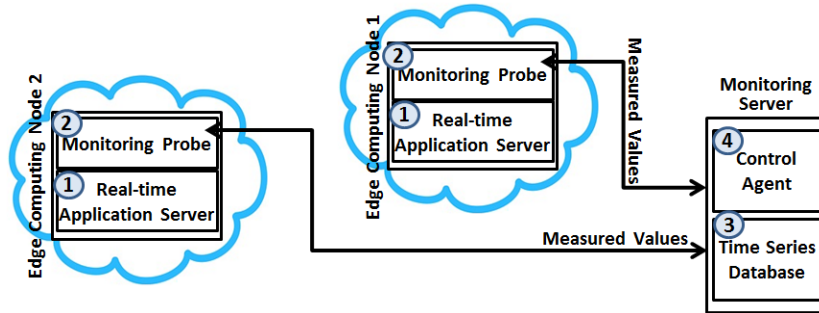 Edge Computing Node 2
2
Monitoring Probe
1
Real-time
Application Server
Edge Computing Node 1
2
Monitoring Probe
1
Real-time
Application Server
Measured Values
Measured Values
Monitoring
Server
4
Control
Agent
3
Time Series
Database